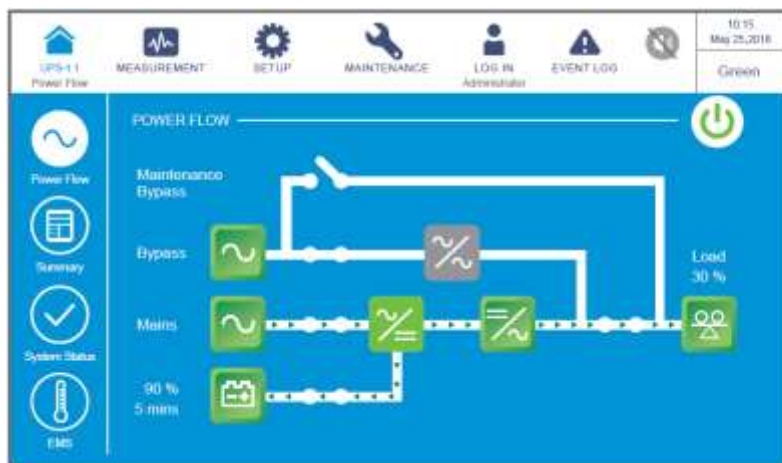 10:15
May 25,2018
UPS-1.1
MEASUREMENT
SETUP
MAINTENANCE
LOG IN
EVENT LOG
Power Flow
Administrator
Green
POWER FLOW
Power Flow
Maintenance
Bypass
Summary
Bypass
Load
30 %
System Status
Mains
90 %
5 mins
EMS